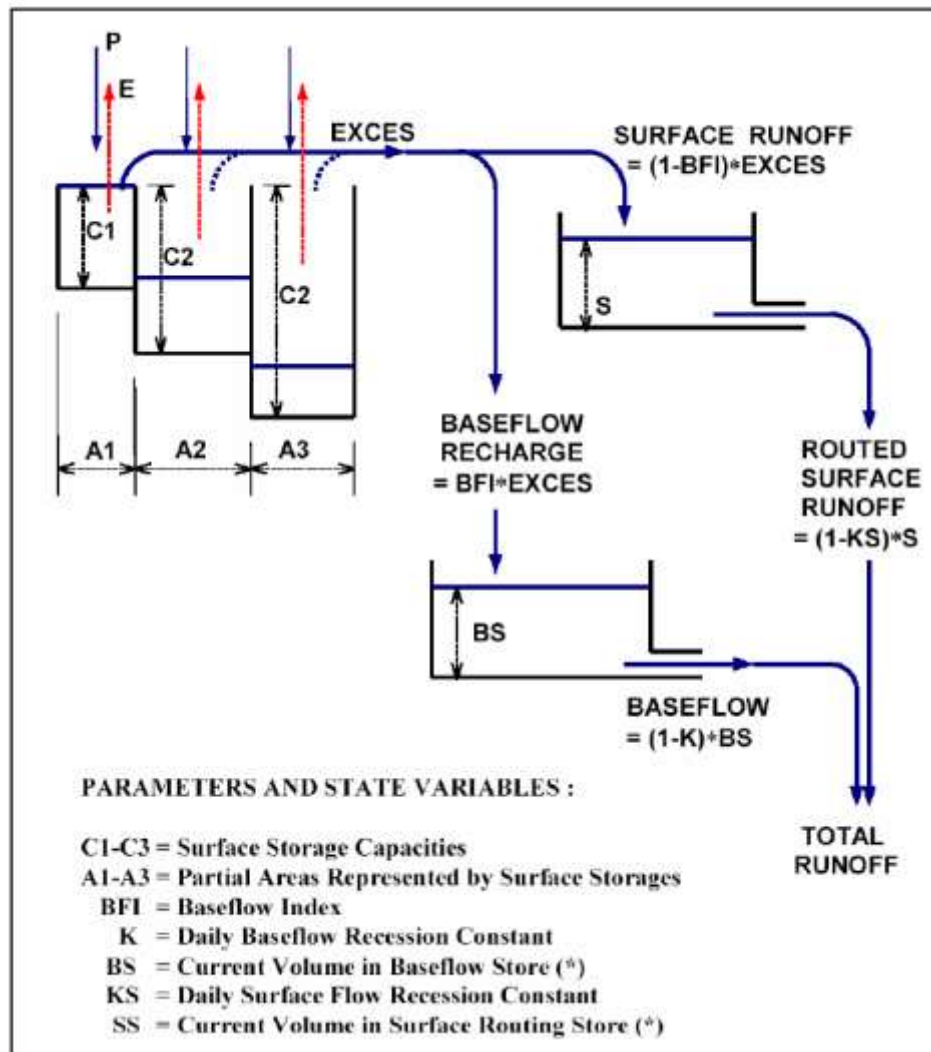 P
E
EXCES
SURFACE RUNOFF
= (1-BFI)*EXCES
C1
C2
C2
S
A1
A2
A3
BASEFLOW
RECHARGE
= BFI*EXCES
ROUTED
SURFACE
RUNOFF
= (1-KS)*S
BS
BASEFLOW
= (1-K)*BS
TOTAL
RUNOFF
PARAMETERS AND STATE VARIABLES :
C1-C3 = Surface Storage Capacities
A1-A3 = Partial Areas Represented by Surface Storages
BFI = Baseflow Index
K = Daily Baseflow Recession Constant
BS = Current Volume in Baseflow Store (*)
KS = Daily Surface Flow Recession Constant
SS = Current Volume in Surface Routing Store (*)